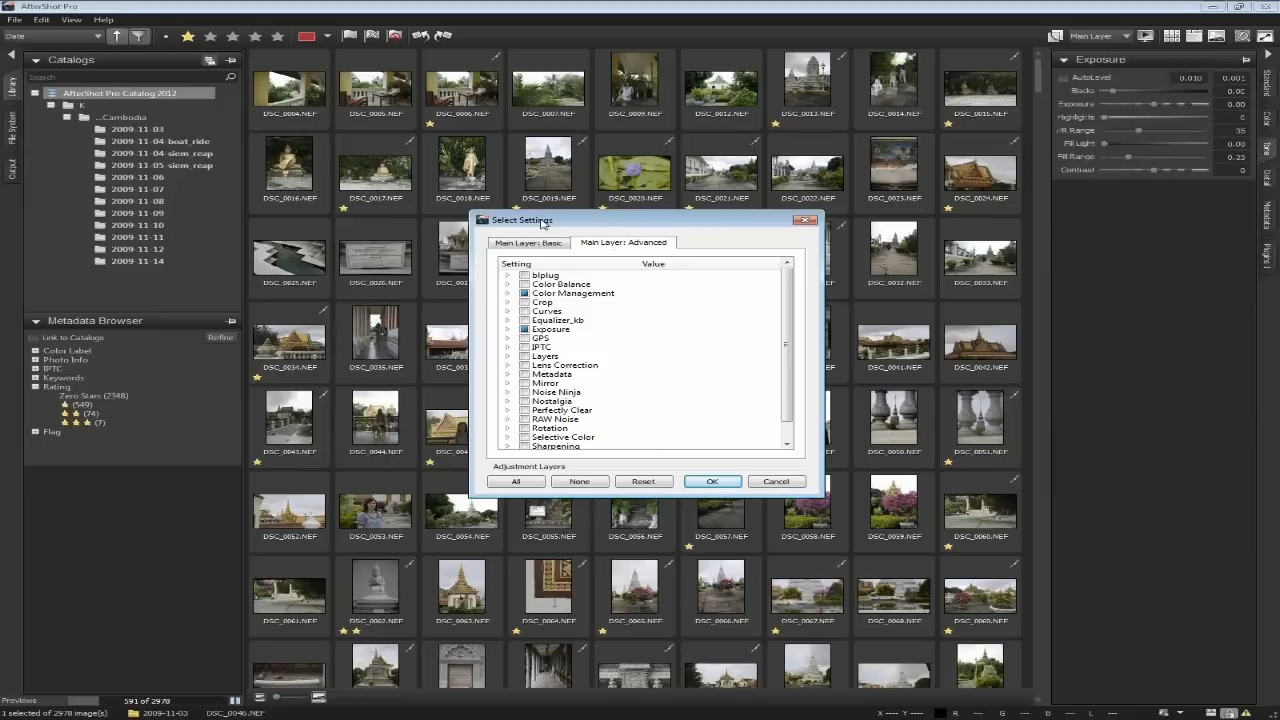 AfterShot Pro
File Edit View Help
Date
Main Layer
Catalogs
Search
AfterShot Pro Catalog 2012
K
...Cambodia
2009-11-03
2009-11-04 boat_ride
2009-11-04 siem_reap
2009-11-05 siem_reap
2009-11-06
2009-11-07
2009-11-08
2009-11-09
2009-11-10
2009-11-11
2009-11-12
2009-11-14
Library
File System
Output
Metadata Browser
Link to Catalogs Refine
Color Label
Photo Info
IPTC
Keywords
Rating
Zero Stars (2348)
(549)
(74)
(7)
Flag
DSC_0004.NEF DSC_0005.NEF DSC_0006.NEF DSC_0007.NEF DSC_0009.NEF DSC_0012.NEF DSC_0013.NEF DSC_0014.NEF DSC_0015.NEF
DSC_0016.NEF DSC_0017.NEF DSC_0018.NEF DSC_0019.NEF DSC_0020.NEF DSC_0021.NEF DSC_0022.NEF DSC_0023.NEF DSC_0024.NEF
DSC_0025.NEF DSC_0026.NEF DSC_0032.NEF DSC_0033.NEF
DSC_0034.NEF DSC_0035.NEF DSC_0041.NEF DSC_0042.NEF
DSC_0043.NEF DSC_0044.NEF DSC_0050.NEF DSC_0051.NEF
DSC_0052.NEF DSC_0053.NEF DSC_0054.NEF DSC_0055.NEF DSC_0056.NEF DSC_0057.NEF DSC_0058.NEF DSC_0059.NEF DSC_0060.NEF
DSC_0061.NEF DSC_0062.NEF DSC_0063.NEF DSC_0064.NEF DSC_0065.NEF DSC_0066.NEF DSC_0067.NEF DSC_0068.NEF DSC_0069.NEF
Select Settings
Main Layer: Basic Main Layer: Advanced
Setting Value
blplug
Color Balance
Color Management
Crop
Curves
Equalizer_kb
Exposure
GPS
IPTC
Layers
Lens Correction
Metadata
Mirror
Noise Ninja
Nostalgia
Perfectly Clear
RAW Noise
Rotation
Selective Color
Sharpening
Adjustment Layers
All None Reset OK Cancel
Exposure
AutoLevel 0.010 0.001
Blacks 0.00
Exposure 0.00
Highlights 0
HR Range 35
Fill Light 0.00
Fill Range 0.25
Contrast 0
Standard
Color
Tone
Detail
Metadata
Plugins
Previews 591 of 2978
1 selected of 2978 image(s) 2009-11-03 DSC_0046.NEF X ---- Y ---- R --- G --- B --- L ---